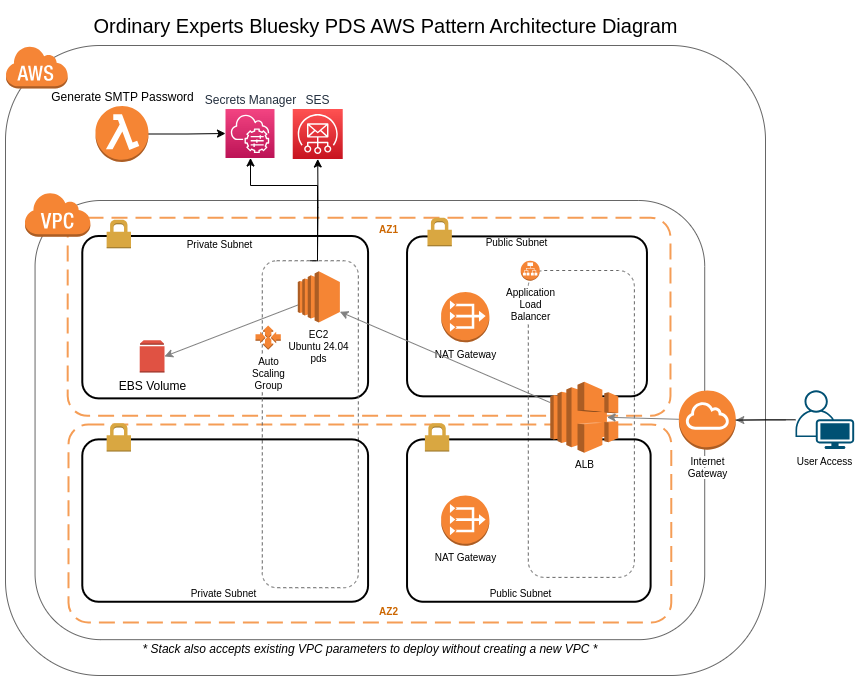 Ordinary Experts Bluesky PDS AWS Pattern Architecture Diagram
AWS
Generate SMTP Password
Secrets Manager
SES
VPC
AZ1
Private Subnet
Public Subnet
Application
Load
Balancer
EC2
Ubuntu 24.04
pds
NAT Gateway
Auto
Scaling
Group
EBS Volume
ALB
Internet
Gateway
User Access
NAT Gateway
Private Subnet
Public Subnet
AZ2
* Stack also accepts existing VPC parameters to deploy without creating a new VPC *